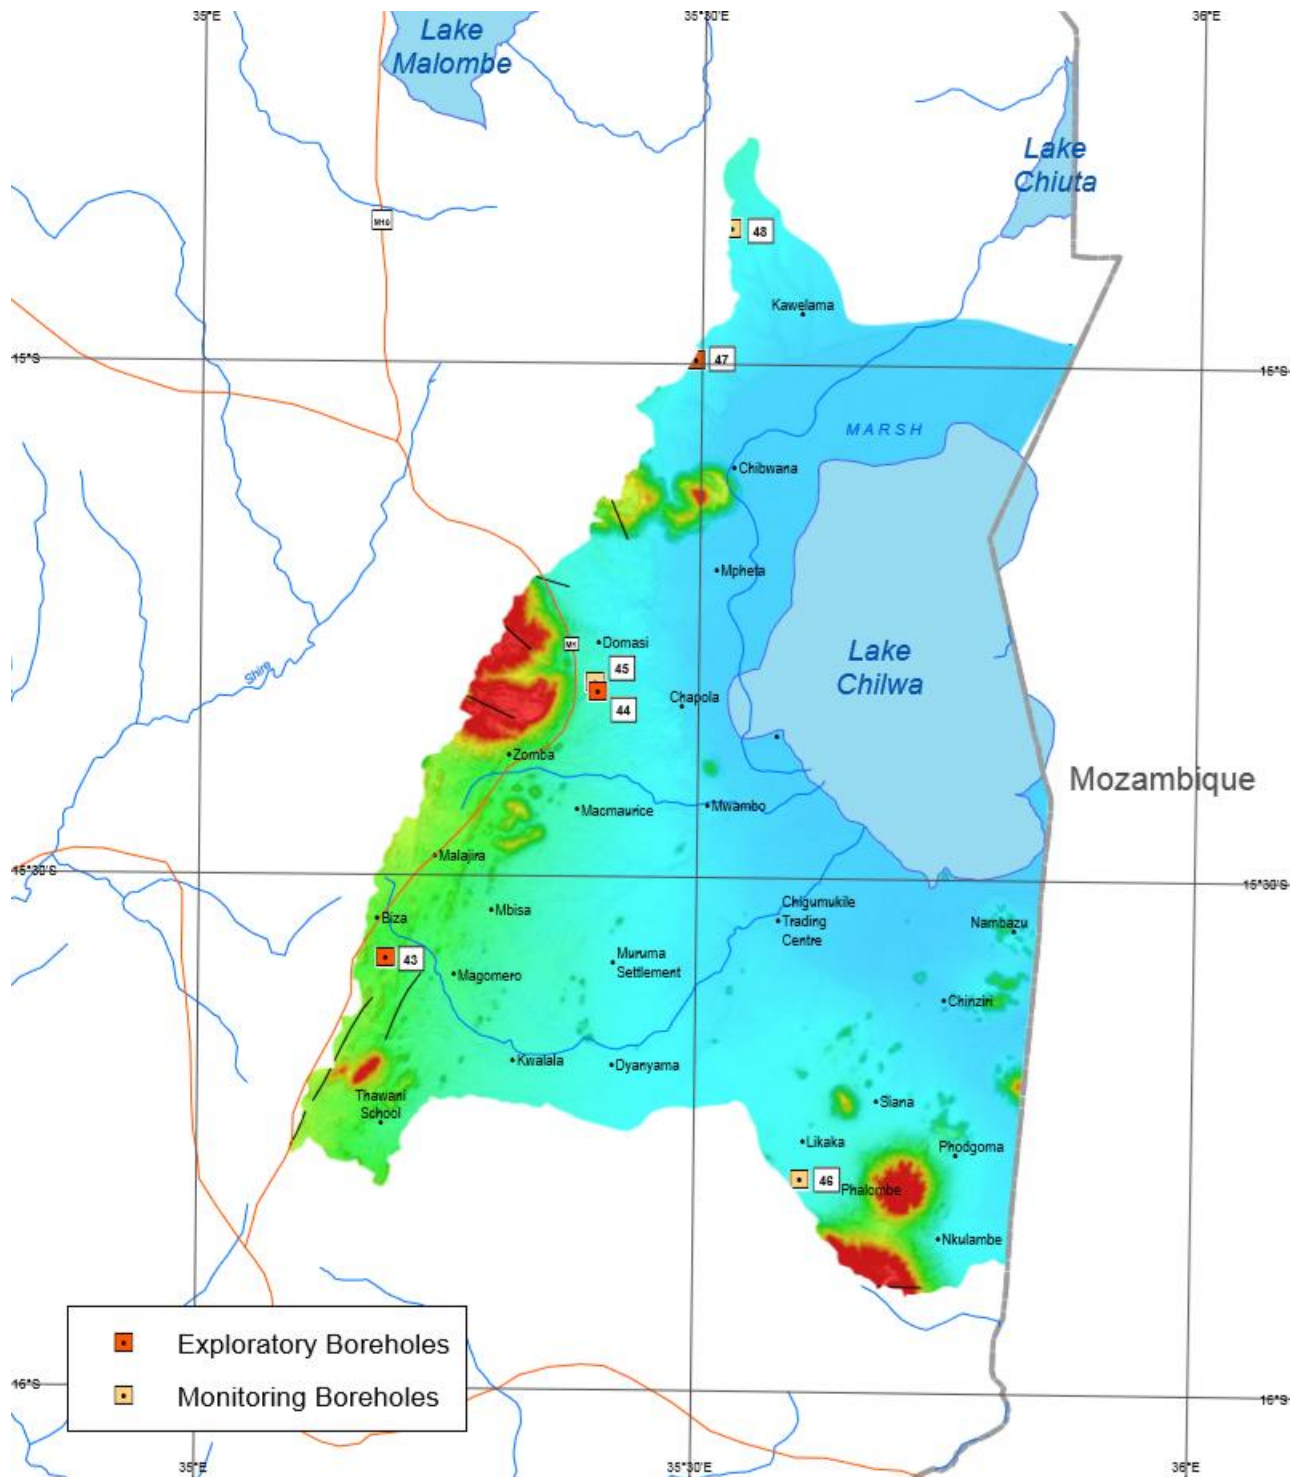 35°E
35°30'E
36°E
Lake
Malombe
Lake
Chiuta
M10
48
Kawelama
15°S
47
15°S
MARSH
Chibwana
Mpheta
M1
Domasi
45
Lake
Chilwa
44
Chapola
Zomba
Shire
Mozambique
Macmaurice
Mwambo
Malajira
15°30'S
15°30'S
Biza
Mbisa
Chigumukile
Trading
Centre
Nambazu
43
Magomero
Muruma
Settlement
Chinziri
Kwalala
Dyanyama
Thawani
School
Slana
Likaka
Phodgoma
46
Phalombe
Nkulambe
Exploratory Boreholes
Monitoring Boreholes
16°S
16°S
35°E
35°30'E
36°E